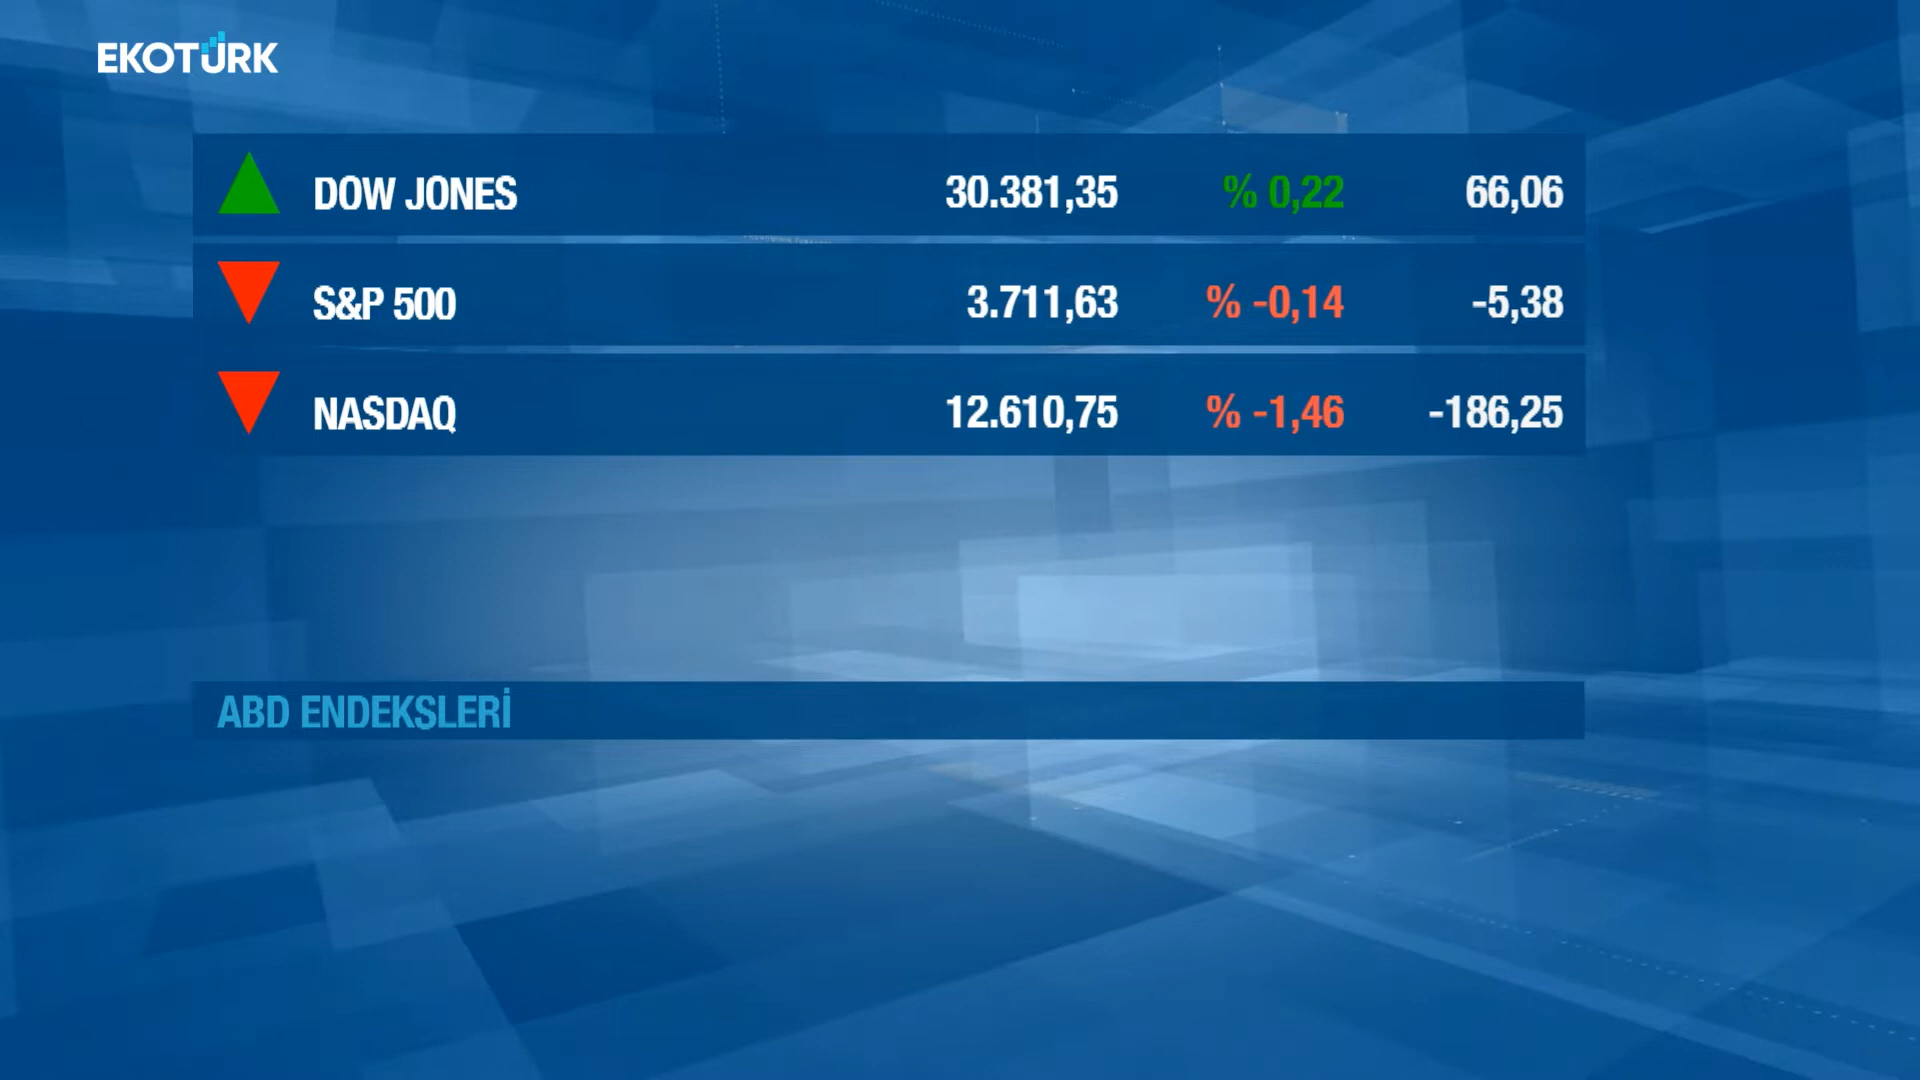 EKOTÜRK
DOW JONES 30.381,35 % 0,22 66,06
S&P 500 3.711,63 % -0,14 -5,38
NASDAQ 12.610,75 % -1,46 -186,25
ABD ENDEKSLERİ